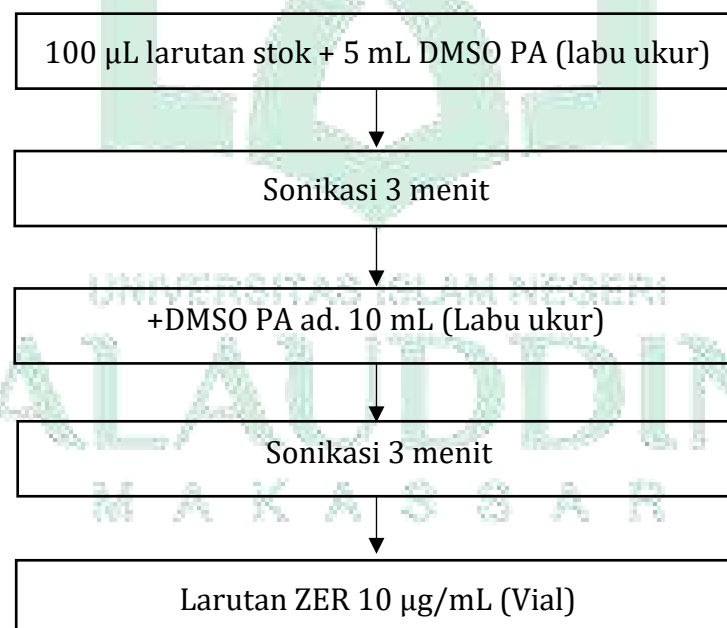 100 µL larutan stok + 5 mL DMSO PA (labu ukur)
Sonikasi 3 menit
UNIVERSITAS ISLAM NEGERI
+DMSO PA ad. 10 mL (Labu ukur)
ALAUDDIN
Sonikasi 3 menit
M A K A S S A R
Larutan ZER 10 µg/mL (Vial)